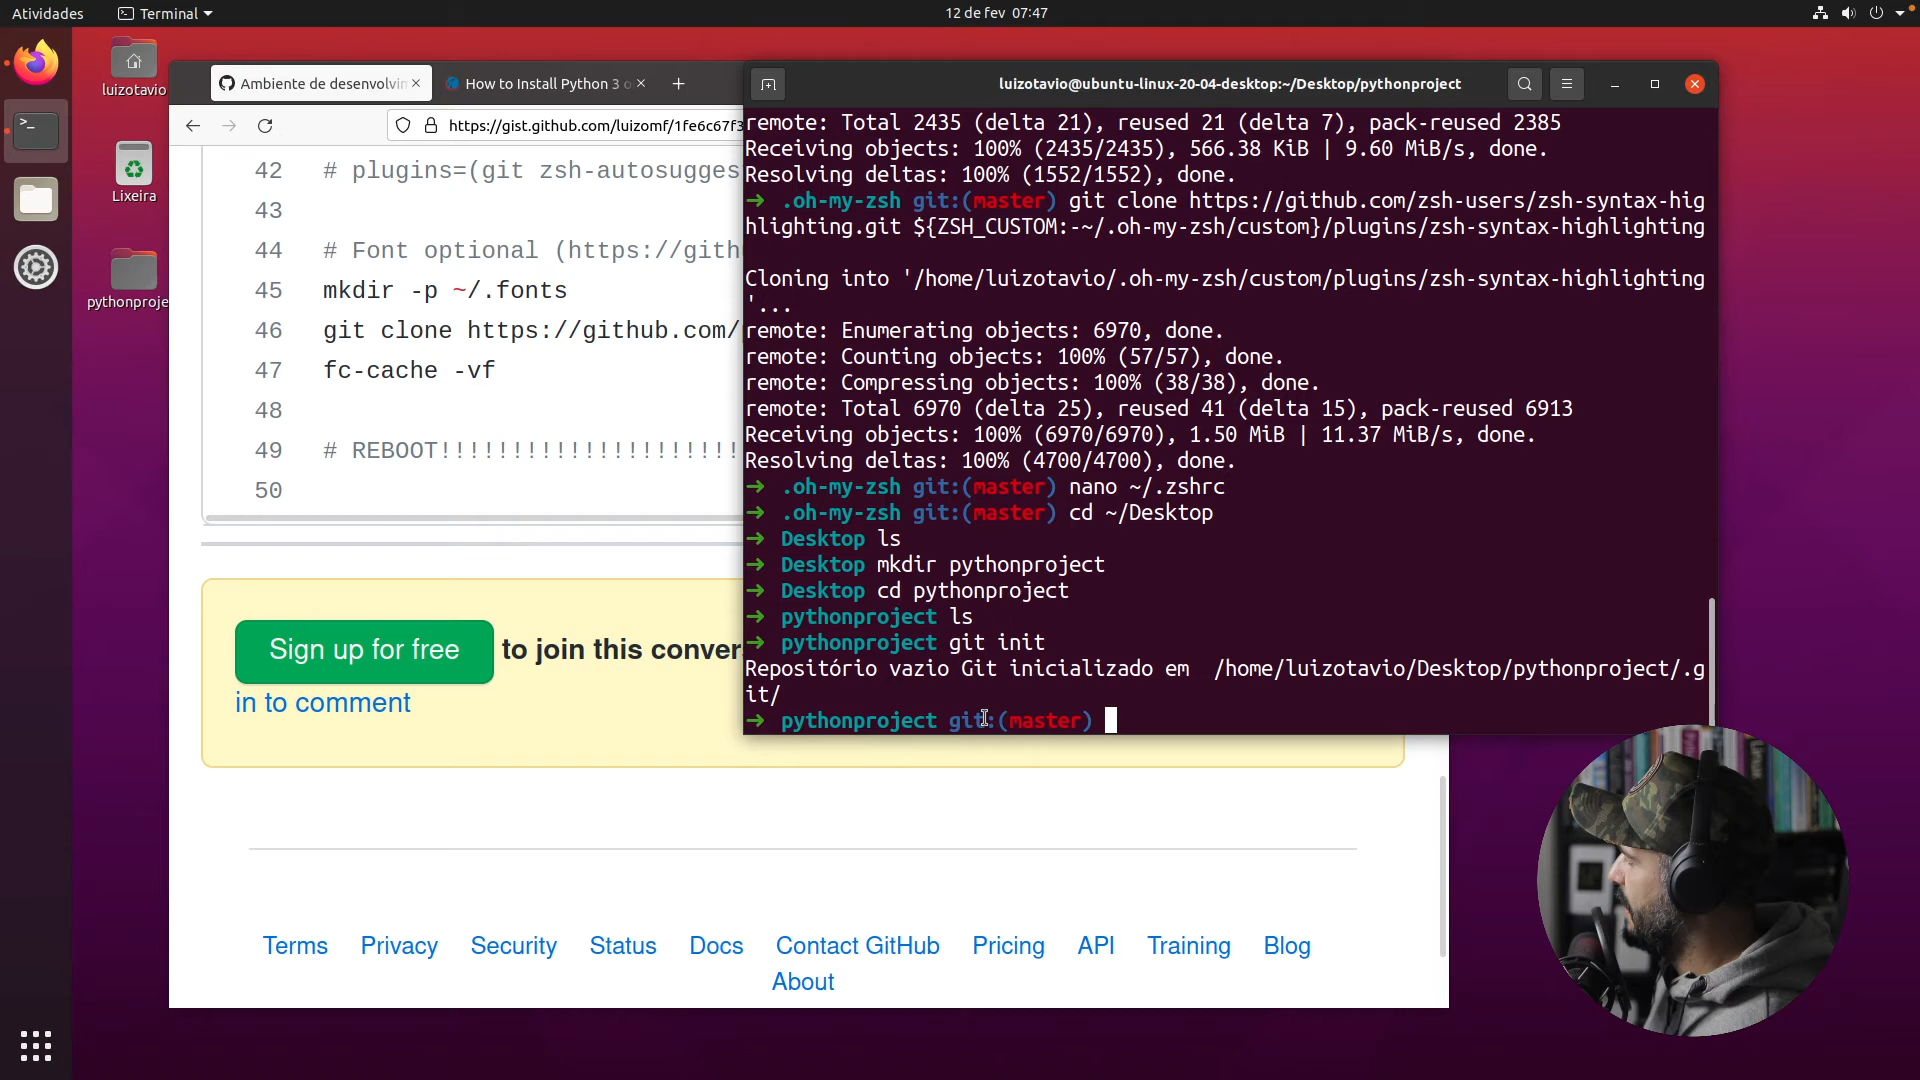 Atividades
Terminal
12 de fev 07:47
luizotavio
Lixeira
pythonproje
Ambiente de desenvolvin
How to Install Python 3 o
https://gist.github.com/luizomf/1fe6c67f3
42 # plugins=(git zsh-autosugges
43
44 # Font optional (https://gith
45 mkdir -p ~/.fonts
46 git clone https://github.com/
47 fc-cache -vf
48
49 # REBOOT!!!!!!!!!!!!!!!!!!!!!
50
Sign up for free to join this conver
in to comment
Terms Privacy Security Status Docs Contact GitHub Pricing API Training Blog
About
luizotavio@ubuntu-linux-20-04-desktop:~/Desktop/pythonproject
remote: Total 2435 (delta 21), reused 21 (delta 7), pack-reused 2385
Receiving objects: 100% (2435/2435), 566.38 KiB | 9.60 MiB/s, done.
Resolving deltas: 100% (1552/1552), done.
→ .oh-my-zsh git:(master) git clone https://github.com/zsh-users/zsh-syntax-hig
hlighting.git ${ZSH_CUSTOM:-~/.oh-my-zsh/custom}/plugins/zsh-syntax-highlighting
Cloning into '/home/luizotavio/.oh-my-zsh/custom/plugins/zsh-syntax-highlighting
'...
remote: Enumerating objects: 6970, done.
remote: Counting objects: 100% (57/57), done.
remote: Compressing objects: 100% (38/38), done.
remote: Total 6970 (delta 25), reused 41 (delta 15), pack-reused 6913
Receiving objects: 100% (6970/6970), 1.50 MiB | 11.37 MiB/s, done.
Resolving deltas: 100% (4700/4700), done.
→ .oh-my-zsh git:(master) nano ~/.zshrc
→ .oh-my-zsh git:(master) cd ~/Desktop
→ Desktop ls
→ Desktop mkdir pythonproject
→ Desktop cd pythonproject
→ pythonproject ls
→ pythonproject git init
Repositório vazio Git inicializado em /home/luizotavio/Desktop/pythonproject/.g
it/
→ pythonproject git:(master)